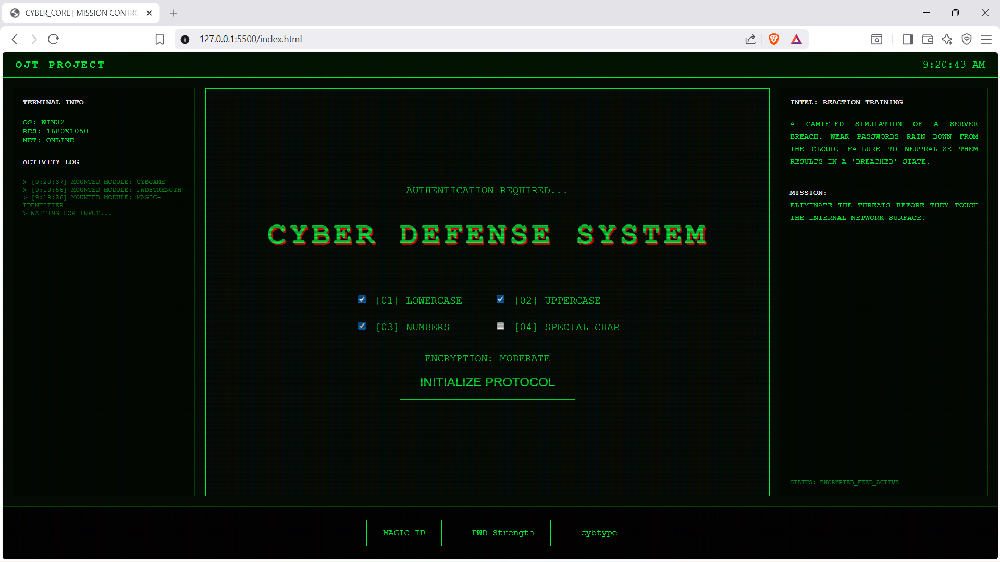 CYBER_CORE | MISSION CONTRO
127.0.0.1:5500/index.html
OJT PROJECT
9:20:43 AM
TERMINAL INFO
OS: WIN32
RES: 1680X1050
NET: ONLINE
ACTIVITY LOG
> [9:20:37] MOUNTED MODULE: CYBGAME
> [9:19:56] MOUNTED MODULE: PWDSTRENGTH
> [9:19:26] MOUNTED MODULE: MAGIC-
IDENTIFIER
> WAITING_FOR_INPUT...
AUTHENTICATION REQUIRED...
CYBER DEFENSE SYSTEM
[01] LOWERCASE
[02] UPPERCASE
[03] NUMBERS
[04] SPECIAL CHAR
ENCRYPTION: MODERATE
INITIALIZE PROTOCOL
INTEL: REACTION TRAINING
A GAMIFIED SIMULATION OF A SERVER
BREACH. WEAK PASSWORDS RAIN DOWN FROM
THE CLOUD. FAILURE TO NEUTRALIZE THEM
RESULTS IN A 'BREACHED' STATE.
MISSION:
ELIMINATE THE THREATS BEFORE THEY TOUCH
THE INTERNAL NETWORK SURFACE.
STATUS: ENCRYPTED_FEED_ACTIVE
MAGIC-ID
PWD-Strength
cybtype